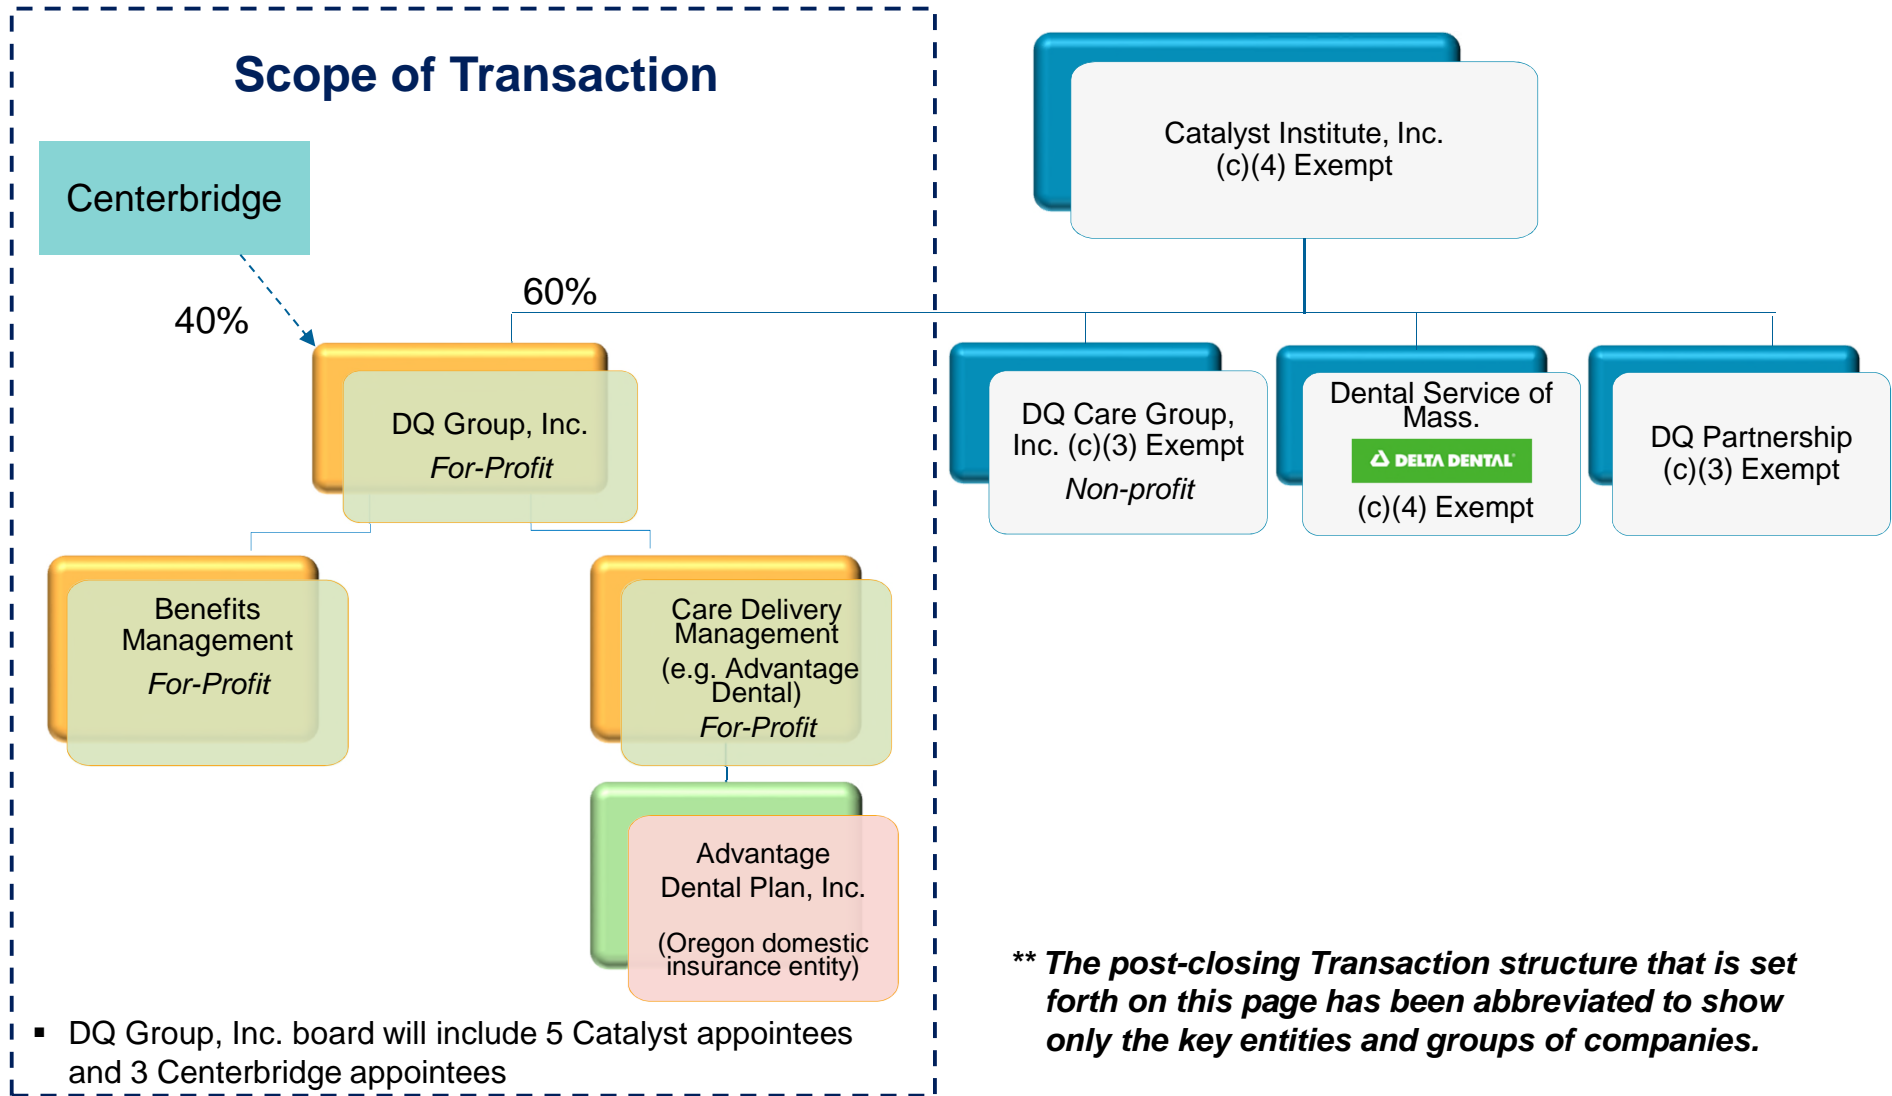 Scope of Transaction
Centerbridge
40%
60%
DQ Group, Inc.
For-Profit
Benefits
Management
For-Profit
Care Delivery
Management
(e.g. Advantage
Dental)
For-Profit
Advantage
Dental Plan, Inc.
(Oregon domestic
insurance entity)
▪ DQ Group, Inc. board will include 5 Catalyst appointees
and 3 Centerbridge appointees
Catalyst Institute, Inc.
(c)(4) Exempt
DQ Care Group,
Inc. (c)(3) Exempt
Non-profit
Dental Service of
Mass.
DELTA DENTAL
(c)(4) Exempt
DQ Partnership
(c)(3) Exempt
** The post-closing Transaction structure that is set
forth on this page has been abbreviated to show
only the key entities and groups of companies.